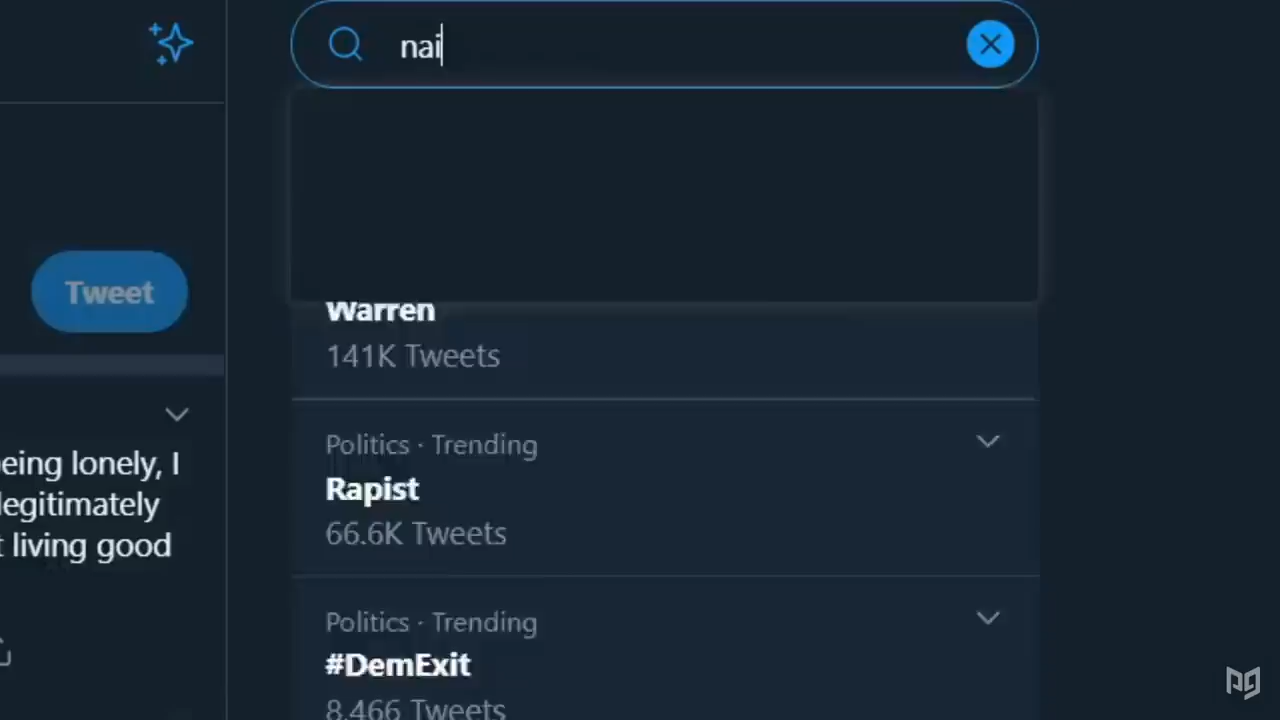 nai
Tweet
Warren
141K Tweets
Politics · Trending
Rapist
66.6K Tweets
eing lonely, I
legitimately
t living good
Politics · Trending
#DemExit
8,466 Tweets